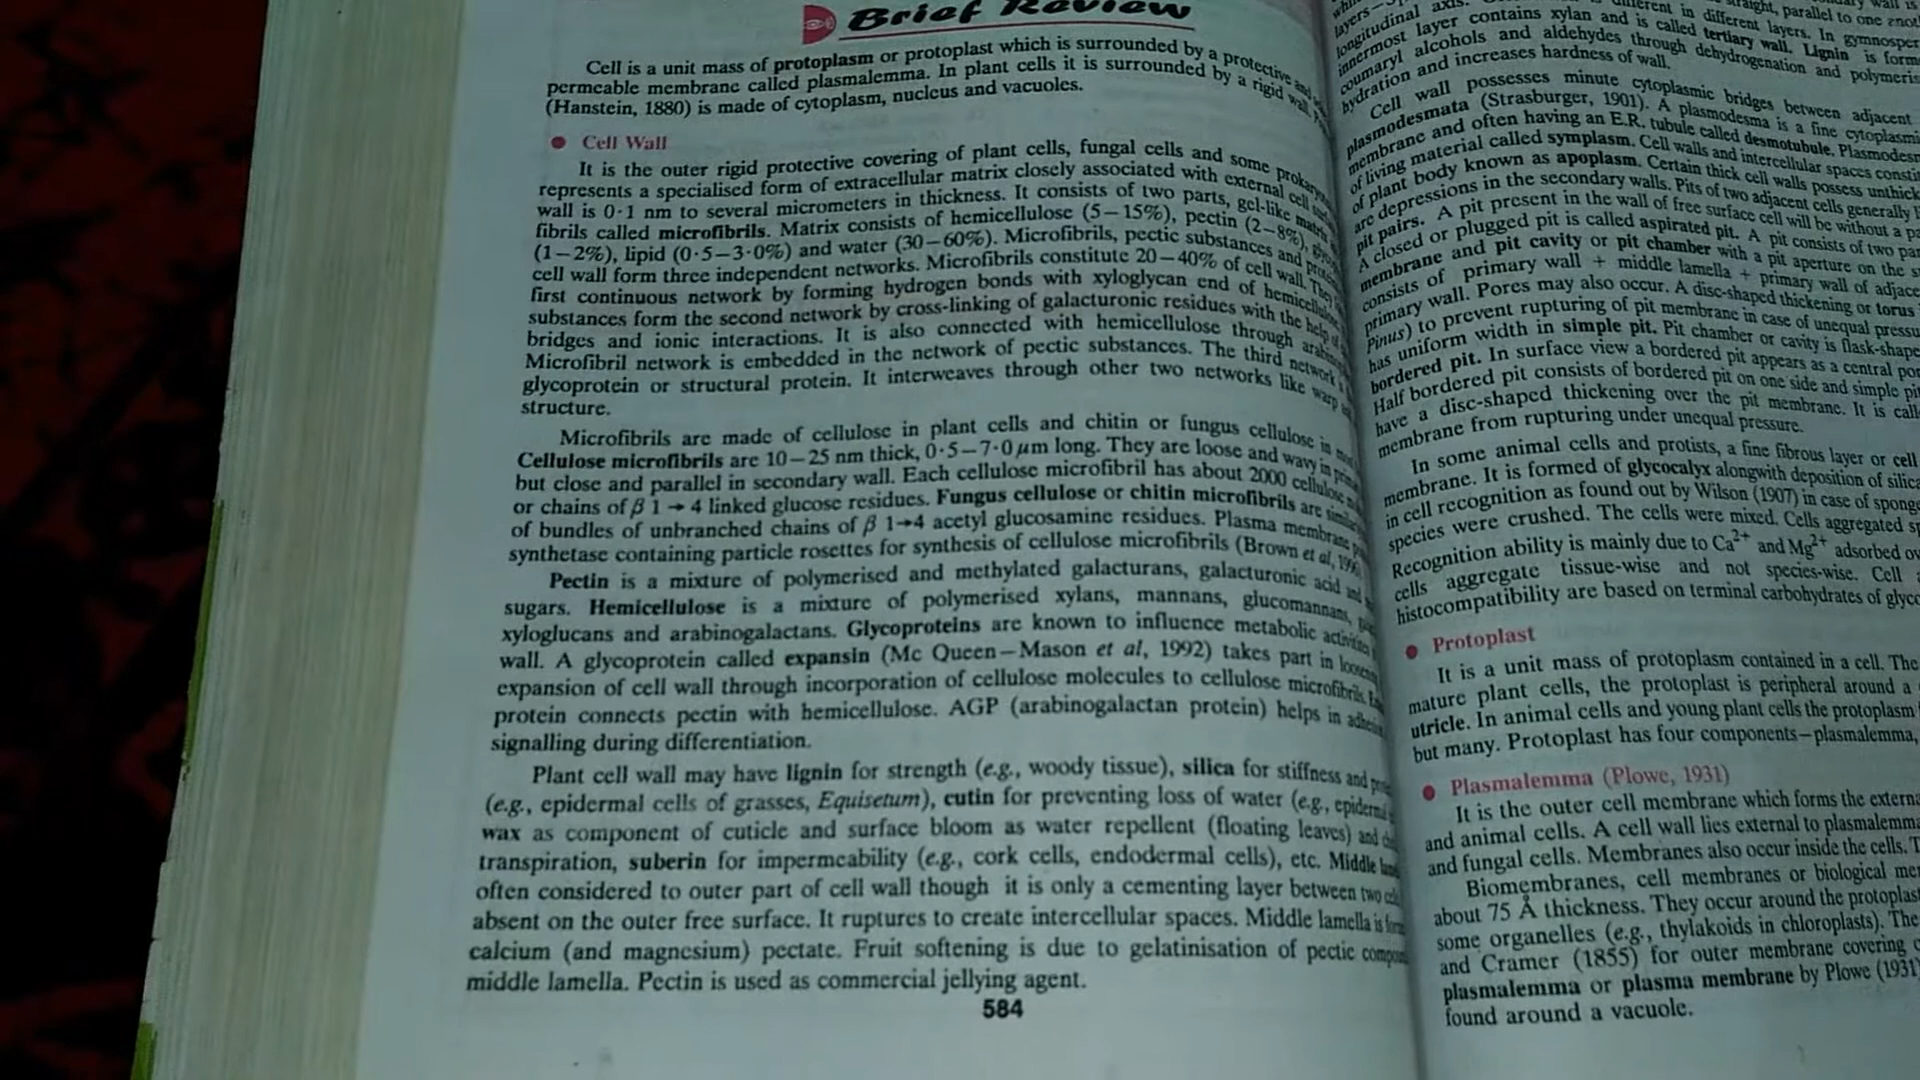 Brief Review
Cell is a unit mass of protoplasm or protoplast which is surrounded by a protective and
permeable membrane called plasmalemma. In plant cells it is surrounded by a rigid wall.
(Hanstein, 1880) is made of cytoplasm, nucleus and vacuoles.
Cell Wall
It is the outer rigid protective covering of plant cells, fungal cells and some
represents a specialised form of extracellular matrix closely associated with external cell
wall is 0·1 nm to several micrometers in thickness. It consists of two parts, gel-like matrix
fibrils called microfibrils. Matrix consists of hemicellulose (5–15%), pectin (2–8%),
(1–2%), lipid (0·5–3·0%) and water (30–60%). Microfibrils, pectic substances and
cell wall form three independent networks. Microfibrils constitute 20–40% of cell wall. They
first continuous network by forming hydrogen bonds with xyloglycan end of
substances form the second network by cross-linking of galacturonic residues with the help of
bridges and ionic interactions. It is also connected with hemicellulose through
Microfibril network is embedded in the network of pectic substances. The third network
glycoprotein or structural protein. It interweaves through other two networks like warp
structure.
Microfibrils are made of cellulose in plant cells and chitin or fungus cellulose in
Cellulose microfibrils are 10–25 nm thick, 0·5–7·0 μm long. They are loose and wavy in
but close and parallel in secondary wall. Each cellulose microfibril has about 2000 cellulose
or chains of β 1→4 linked glucose residues. Fungus cellulose or chitin microfibrils are
of bundles of unbranched chains of β 1→4 acetyl glucosamine residues. Plasma membrane
synthetase containing particle rosettes for synthesis of cellulose microfibrils (Brown et al,
Pectin is a mixture of polymerised and methylated galacturans, galacturonic acid and
sugars. Hemicellulose is a mixture of polymerised xylans, mannans, glucomannans,
xyloglucans and arabinogalactans. Glycoproteins are known to influence metabolic
wall. A glycoprotein called expansin (Mc Queen–Mason et al, 1992) takes part in
expansion of cell wall through incorporation of cellulose molecules to cellulose microfibrils.
protein connects pectin with hemicellulose. AGP (arabinogalactan protein) helps in
signalling during differentiation.
Plant cell wall may have lignin for strength (e.g., woody tissue), silica for stiffness and
(e.g., epidermal cells of grasses, Equisetum), cutin for preventing loss of water (e.g.,
wax as component of cuticle and surface bloom as water repellent (floating leaves) and
transpiration, suberin for impermeability (e.g., cork cells, endodermal cells), etc. Middle
often considered to outer part of cell wall though it is only a cementing layer between two
absent on the outer free surface. It ruptures to create intercellular spaces. Middle lamella is
calcium (and magnesium) pectate. Fruit softening is due to gelatinisation of pectic
middle lamella. Pectin is used as commercial jellying agent.
584
straight, parallel to one
longitudinal axis. different in different layers. In
innermost layer contains xylan and is called tertiary wall. Lignin is
coumaryl alcohols and aldehydes through dehydrogenation and
hydration and increases hardness of wall.
Cell wall possesses minute cytoplasmic bridges between adjacent
plasmodesmata (Strasburger, 1901). A plasmodesma is a fine
membrane and often having an E.R. tubule called desmotubule.
of living material called symplasm. Cell walls and intercellular spaces
of plant body known as apoplasm. Certain thick cell walls possess
are depressions in the secondary walls. Pits of two adjacent cells generally
pit pairs. A pit present in the wall of free surface cell will be without a
A closed or plugged pit is called aspirated pit. A pit consists of two
membrane and pit cavity or pit chamber with a pit aperture on the
consists of primary wall + middle lamella + primary wall of
primary wall. Pores may also occur. A disc-shaped thickening or torus
Pinus) to prevent rupturing of pit membrane in case of unequal
has uniform width in simple pit. Pit chamber or cavity is
bordered pit. In surface view a bordered pit appears as a central
Half bordered pit consists of bordered pit on one side and simple
have a disc-shaped thickening over the pit membrane. It is
membrane from rupturing under unequal pressure.
In some animal cells and protists, a fine fibrous layer or cell
membrane. It is formed of glycocalyx alongwith deposition of
in cell recognition as found out by Wilson (1907) in case of
species were crushed. The cells were mixed. Cells aggregated
Recognition ability is mainly due to Ca2+ and Mg2+ adsorbed
cells aggregate tissue-wise and not species-wise. Cell
histocompatibility are based on terminal carbohydrates of
Protoplast
It is a unit mass of protoplasm contained in a cell. The
mature plant cells, the protoplast is peripheral around a
utricle. In animal cells and young plant cells the protoplasm
but many. Protoplast has four components–plasmalemma,
Plasmalemma (Plowe, 1931)
It is the outer cell membrane which forms the
and animal cells. A cell wall lies external to plasmalemma
and fungal cells. Membranes also occur inside the cells.
Biomembranes, cell membranes or biological
about 75 Å thickness. They occur around the
some organelles (e.g., thylakoids in chloroplasts). The
and Cramer (1855) for outer membrane covering
plasmalemma or plasma membrane by Plowe (1931)
found around a vacuole.